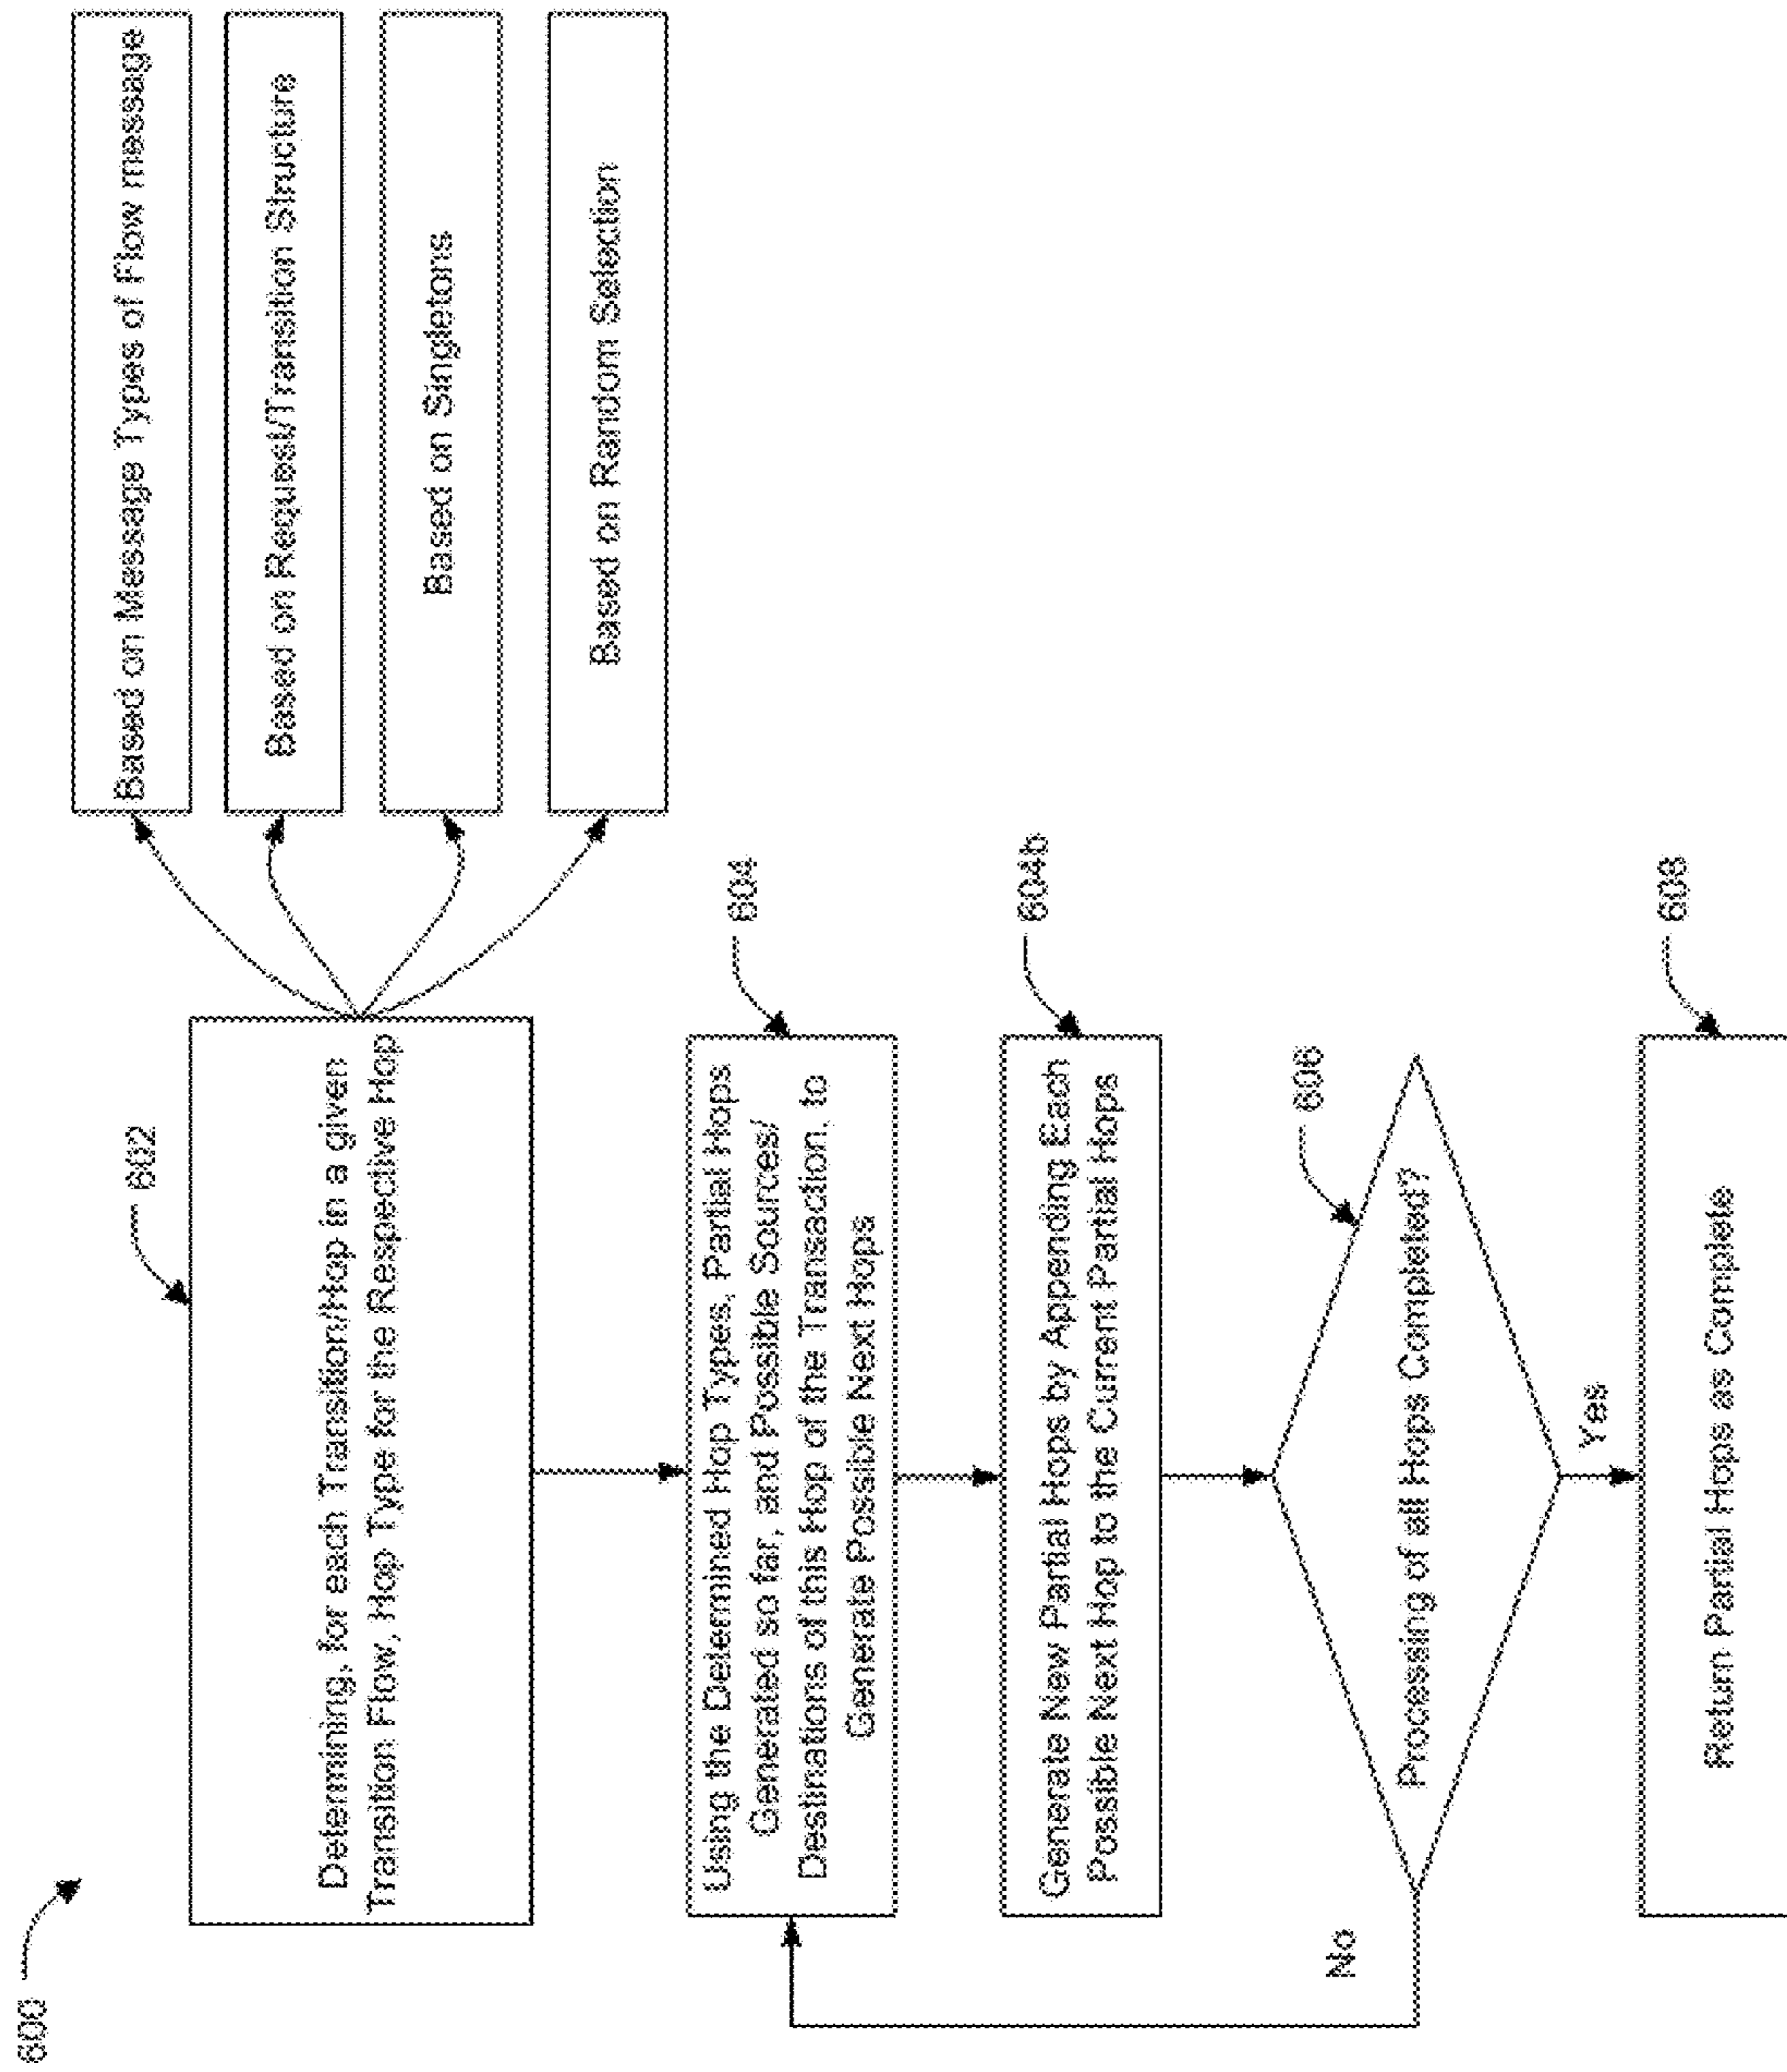 600
602
Determining, for each Transition/Hop in a given
Transition Flow, Hop Type for the Respective Hop
Based on Message Types of Flow message
Based on Request/Transition Structure
Based on Singletons
Based on Random Selection
604
Using the Determined Hop Types, Partial Hops
Generated so far, and Possible Sources/
Destinations of this Hop of the Transaction, to
Generate Possible Next Hops
604b
Generate New Partial Hops by Appending Each
Possible Next Hop to the Current Partial Hops
606
Processing of all Hops Completed?
No
Yes
608
Return Partial Hops as Complete